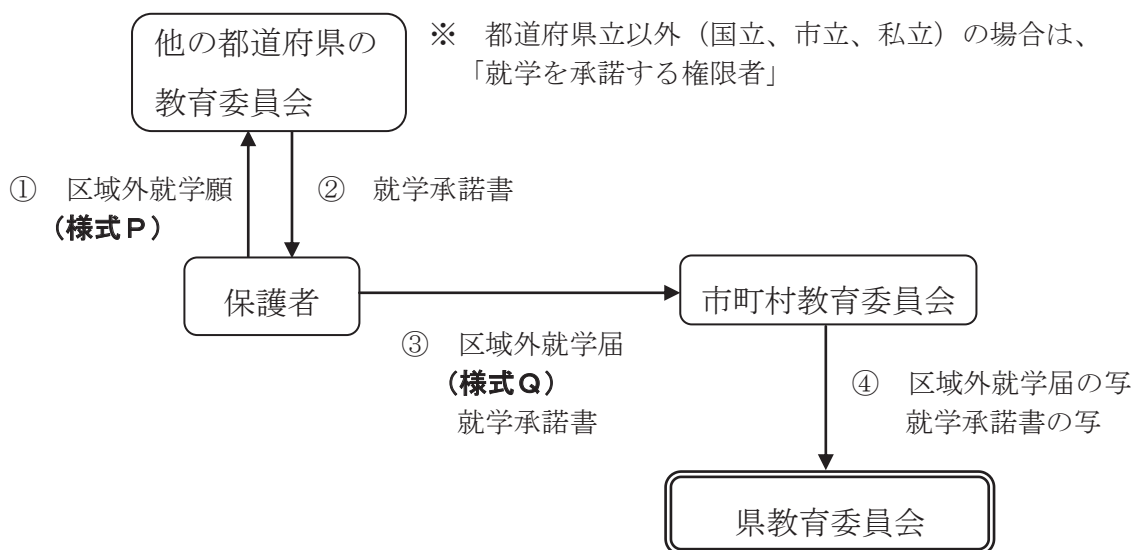 他の都道府県の
教育委員会
※　都道府県立以外（国立、市立、私立）の場合は、
「就学を承諾する権限者」
①　区域外就学願
（様式Ｐ）
②　就学承諾書
保護者
市町村教育委員会
③　区域外就学届
（様式Ｑ）
就学承諾書
④　区域外就学届の写
就学承諾書の写
県教育委員会